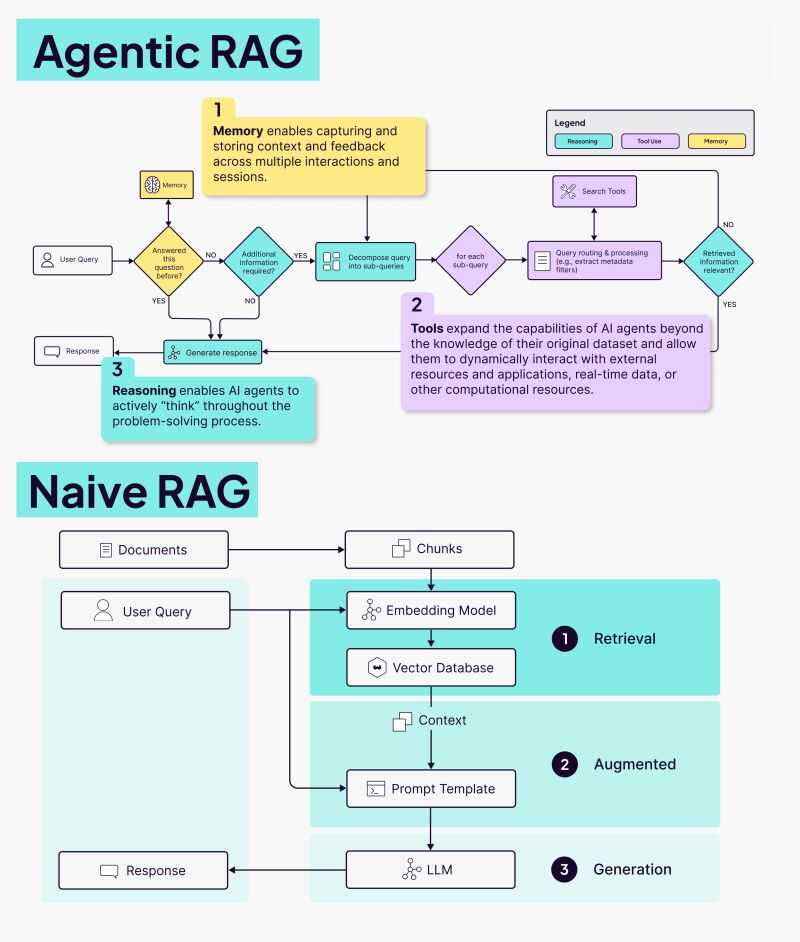 Agentic RAG
1
Memory enables capturing and
storing context and feedback
across multiple interactions and
sessions.
Legend
Reasoning
Tool Use
Memory
Memory
Search Tools
NO
User Query
Answered
this
question
before?
NO
Additional
information
required?
YES
Decompose query
into sub-queries
for each
sub-query
Query routing & processing
(e.g., extract metadata
filters)
Retrieved
information
relevant?
YES
NO
YES
2
Tools expand the capabilities of AI agents beyond
the knowledge of their original dataset and allow
them to dynamically interact with external
resources and applications, real-time data, or
other computational resources.
Response
Generate response
3
Reasoning enables AI agents to
actively “think” throughout the
problem-solving process.
Naive RAG
Documents
Chunks
User Query
Embedding Model
1 Retrieval
Vector Database
Context
2 Augmented
Prompt Template
Response
LLM
3 Generation